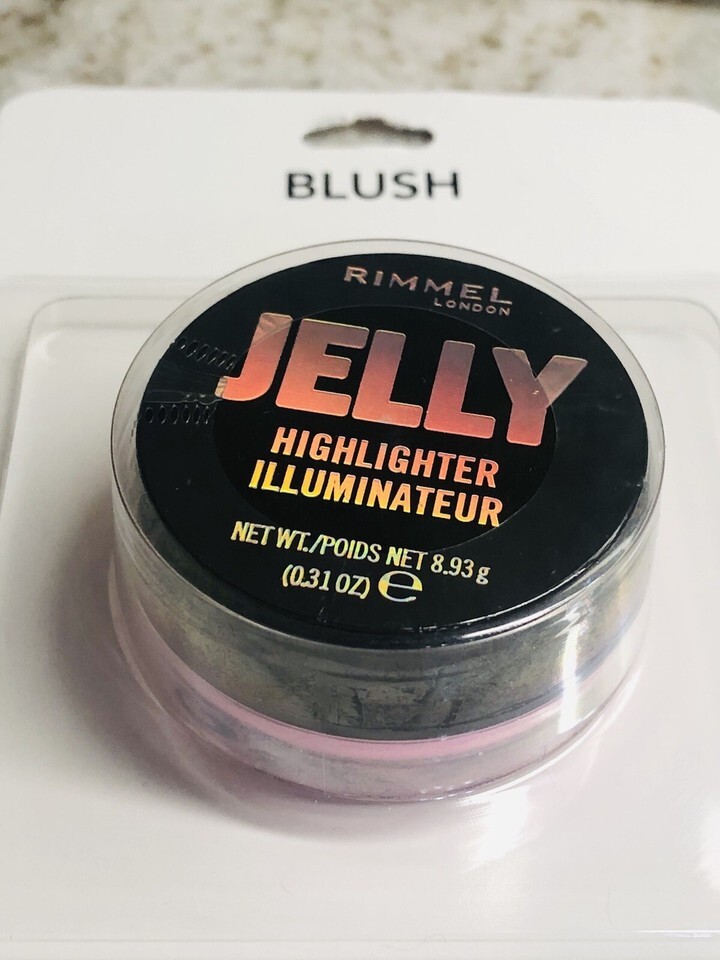 BLUSH
RIMMEL
LONDON
JELLY
HIGHLIGHTER
ILLUMINATEUR
NET WT./POIDS NET 8.93 g
(0.31 OZ) ℮